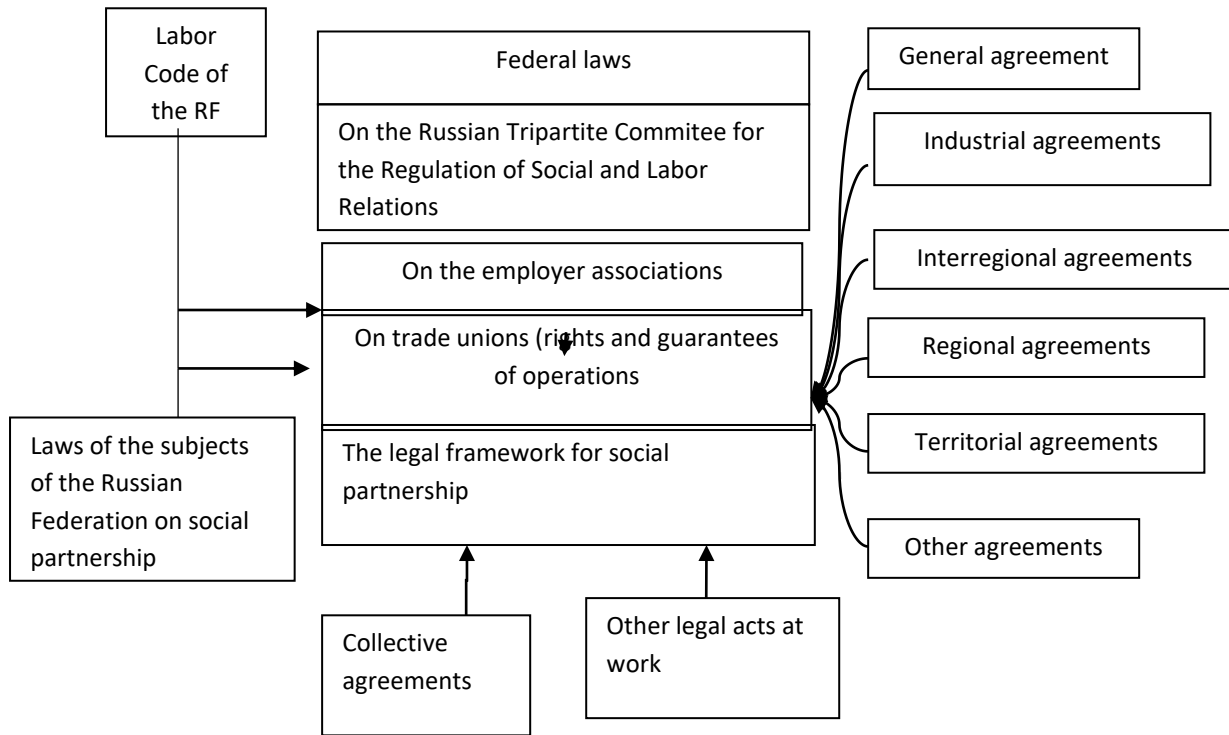 Labor
Code of
the RF
Federal laws
On the Russian Tripartite Commitee for
the Regulation of Social and Labor
Relations
On the employer associations
On trade unions (rights and guarantees
of operations
The legal framework for social
partnership
Laws of the subjects
of the Russian
Federation on social
partnership
Collective
agreements
Other legal acts at
work
General agreement
Industrial agreements
Interregional agreements
Regional agreements
Territorial agreements
Other agreements